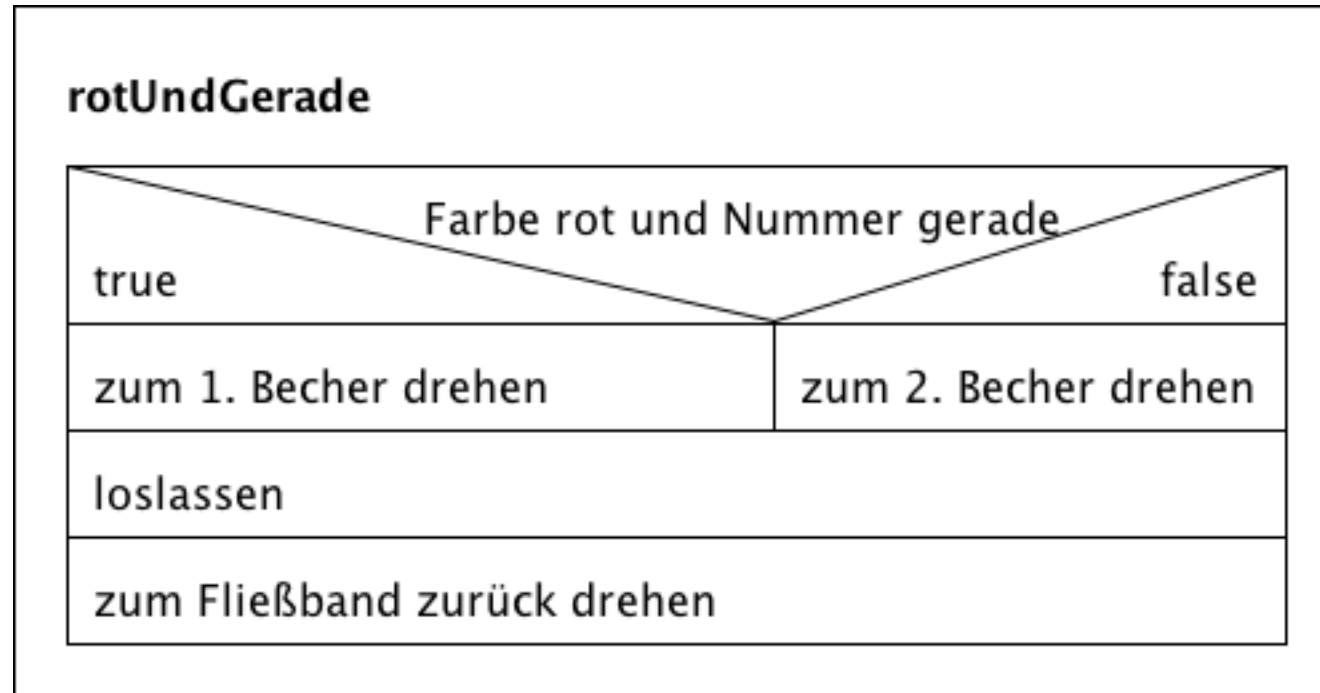 rotUndGerade
Farbe rot und Nummer gerade
true
false
zum 1. Becher drehen
zum 2. Becher drehen
loslassen
zum Fließband zurück drehen